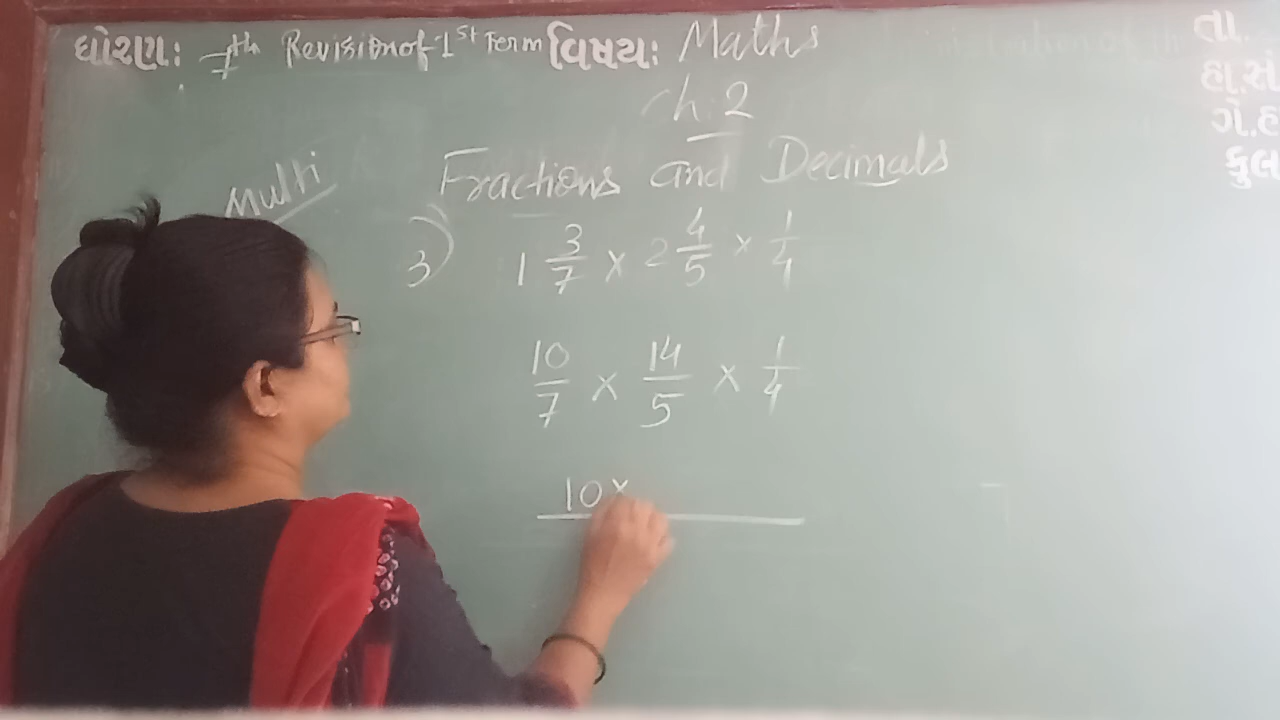 ધોરણ: 7th Revision of 1st Term વિષય: Maths
તા.
હા.સં
ગે.હ
કુલ
Ch. 2
Fractions and Decimals
Multi
3) 1 3/7 × 2 4/5 × 1/4
10/7 × 14/5 × 1/4
10 ×